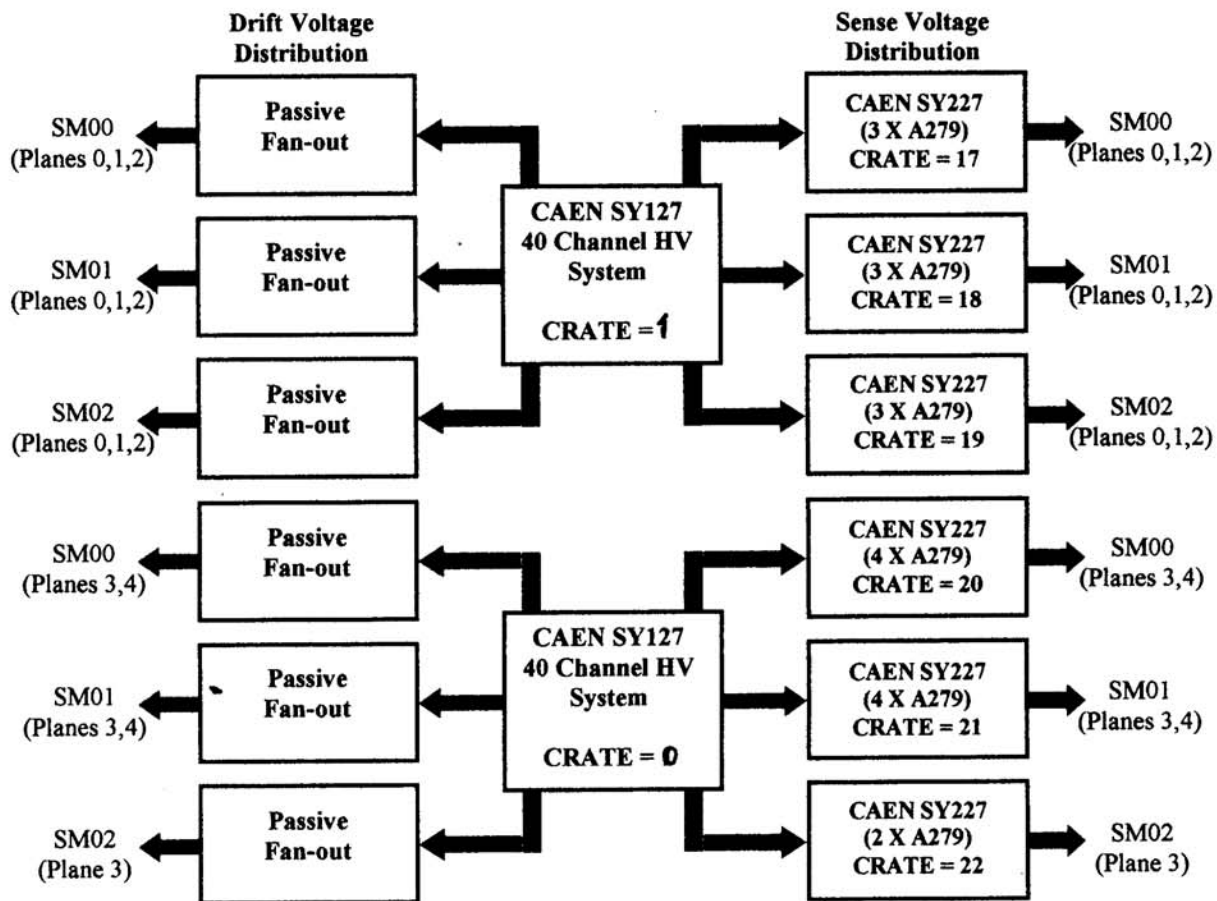 Drift Voltage
Distribution
Sense Voltage
Distribution
SM00
(Planes 0,1,2)
Passive
Fan-out
CAEN SY227
(3 X A279)
CRATE = 17
SM00
(Planes 0,1,2)
CAEN SY127
40 Channel HV
System
CRATE = 1
SM01
(Planes 0,1,2)
Passive
Fan-out
CAEN SY227
(3 X A279)
CRATE = 18
SM01
(Planes 0,1,2)
SM02
(Planes 0,1,2)
Passive
Fan-out
CAEN SY227
(3 X A279)
CRATE = 19
SM02
(Planes 0,1,2)
SM00
(Planes 3,4)
Passive
Fan-out
CAEN SY227
(4 X A279)
CRATE = 20
SM00
(Planes 3,4)
CAEN SY127
40 Channel HV
System
CRATE = 0
SM01
(Planes 3,4)
Passive
Fan-out
CAEN SY227
(4 X A279)
CRATE = 21
SM01
(Planes 3,4)
SM02
(Plane 3)
Passive
Fan-out
CAEN SY227
(2 X A279)
CRATE = 22
SM02
(Plane 3)